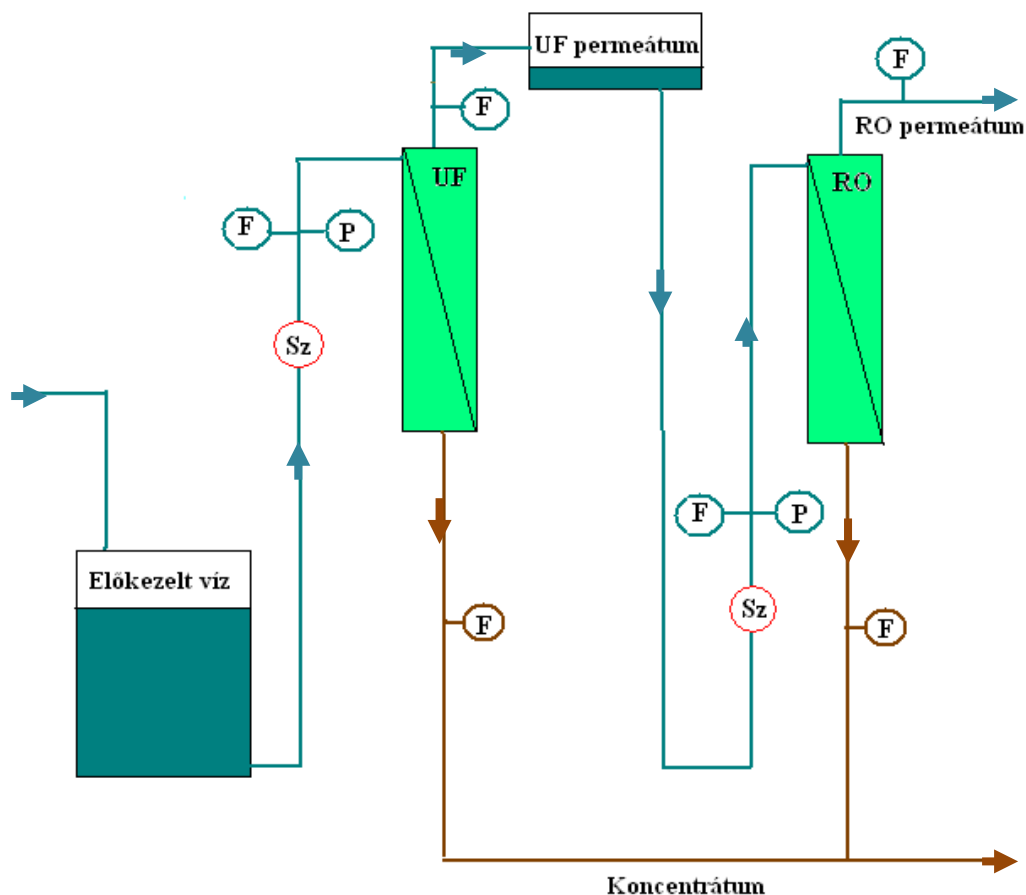 UF permeátum
F
F
RO permeátum
UF
RO
F
P
Sz
F
P
Előkezelt víz
Sz
F
F
Koncentrátum